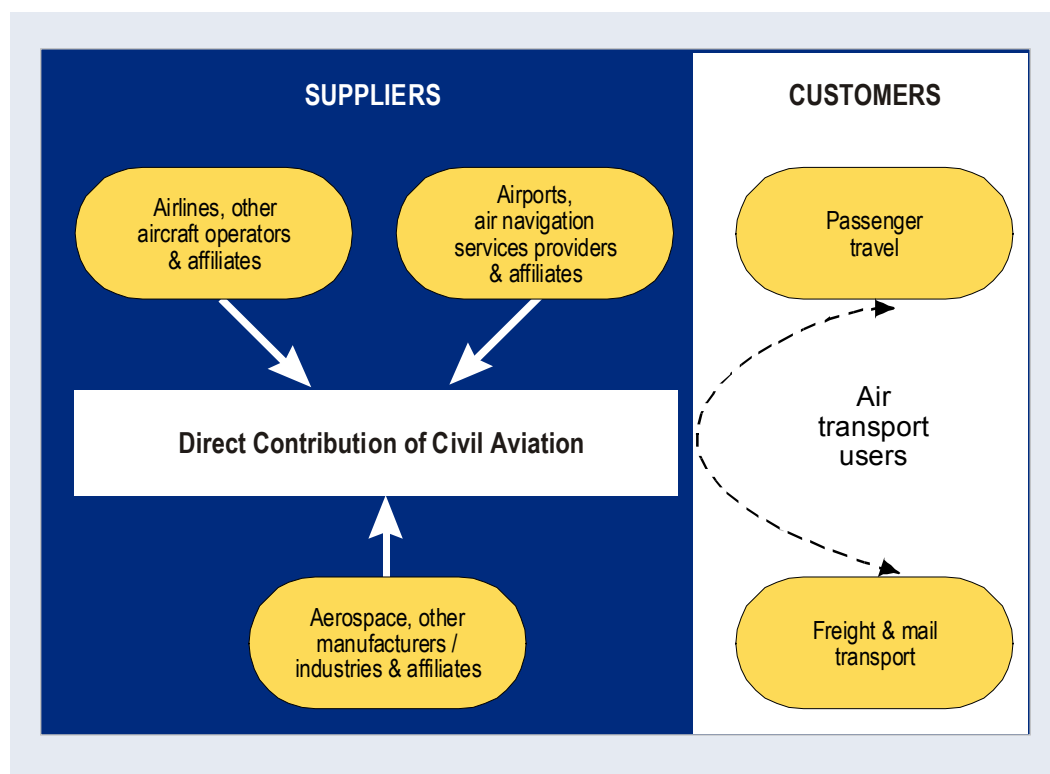 SUPPLIERS
CUSTOMERS
Airlines, other
aircraft operators
& affiliates
Airports,
air navigation
services providers
& affiliates
Passenger
travel
Direct Contribution of Civil Aviation
Air
transport
users
Aerospace, other
manufacturers /
industries & affiliates
Freight & mail
transport